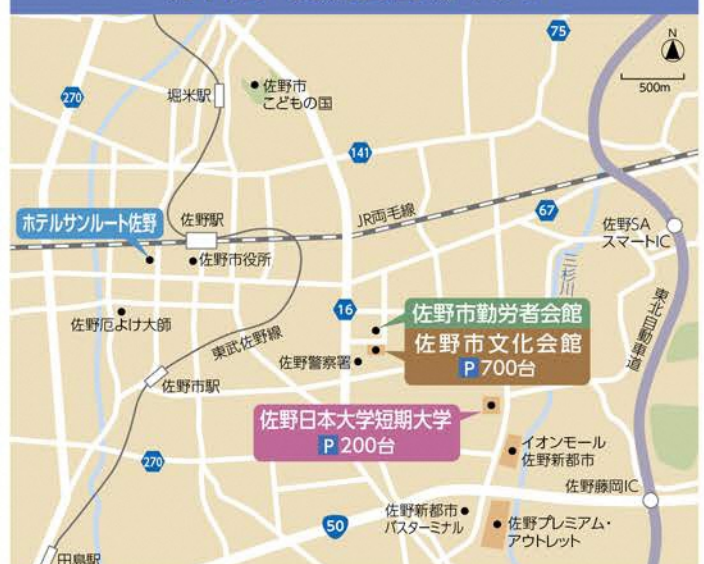 75
N
500m
270
堀米駅
佐野市
こどもの国
141
JR両毛線
67
ホテルサンルート佐野
佐野駅
佐野市役所
佐野SA
スマートIC
三杉川
東北自動車道
佐野厄よけ大師
東武佐野線
16
佐野市勤労者会館
佐野市文化会館
P700台
佐野警察署
佐野市駅
佐野日本大学短期大学
P200台
イオンモール
佐野新都市
270
佐野藤岡IC
50
佐野新都市
バスターミナル
佐野プレミアム・
アウトレット
田島駅